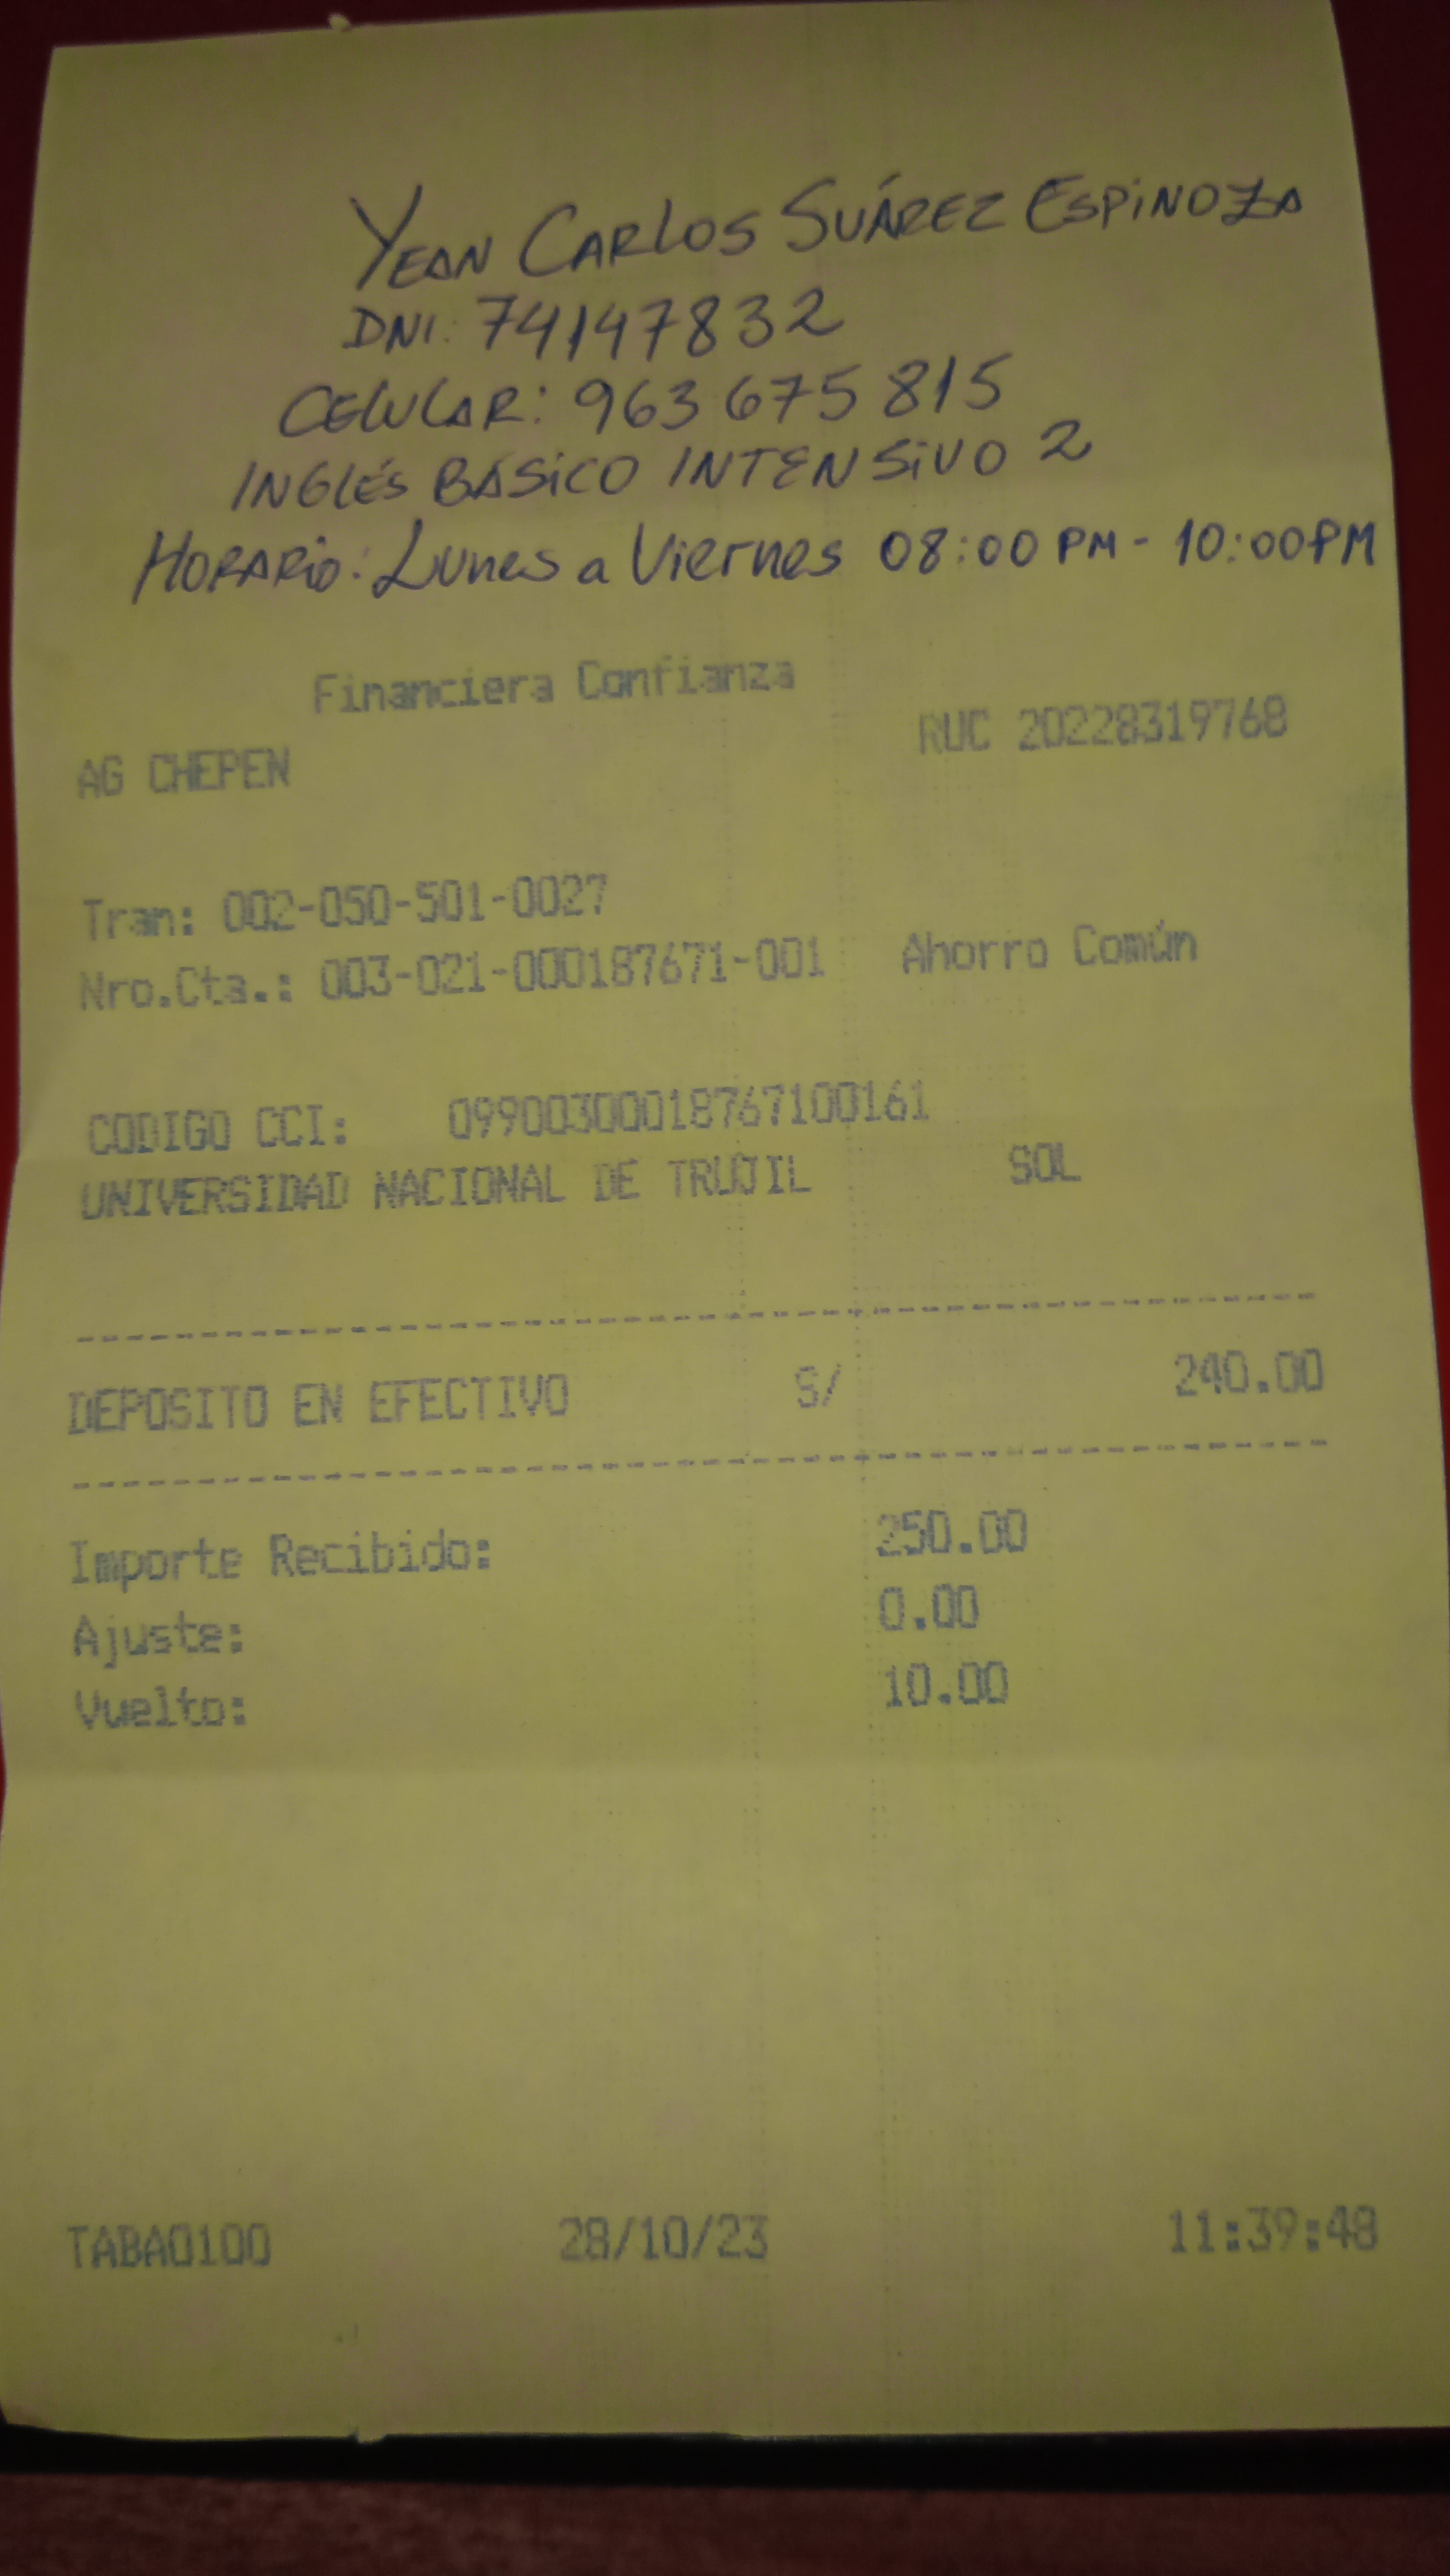 YEAN CARLOS SUÁREZ ESPINOZA
DNI: 74147832
CELULAR: 963 675 815
INGLÉS BÁSICO INTENSIVO 2
HORARIO: Lunes a Viernes 08:00 PM - 10:00 PM
Financiera Confianza
AG CHEPEN RUC 20228319768
Tran: 002-050-501-0027
Nro.Cta.: 003-021-000187671-001 Ahorro Común
CODIGO CCI: 09900300018767100161
UNIVERSIDAD NACIONAL DE TRUJIL SOL
DEPOSITO EN EFECTIVO S/ 240.00
Importe Recibido: 250.00
Ajuste: 0.00
Vuelto: 10.00
TABA0100 28/10/23 11:39:48